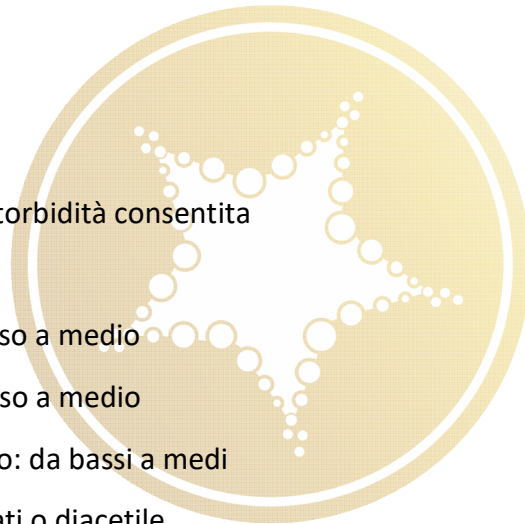 torbidità consentita
so a medio
so a medio
o: da bassi a medi
ati o diacetile